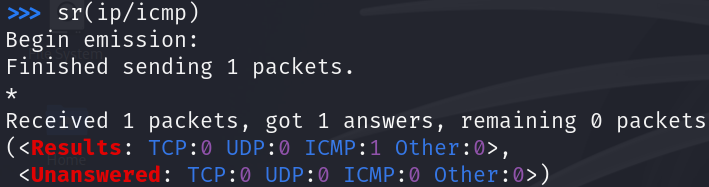 >>> sr(ip/icmp)
Begin emission:
Finished sending 1 packets.
*
Received 1 packets, got 1 answers, remaining 0 packets
(<Results: TCP:0 UDP:0 ICMP:1 Other:0>,
 <Unanswered: TCP:0 UDP:0 ICMP:0 Other:0>)
Home